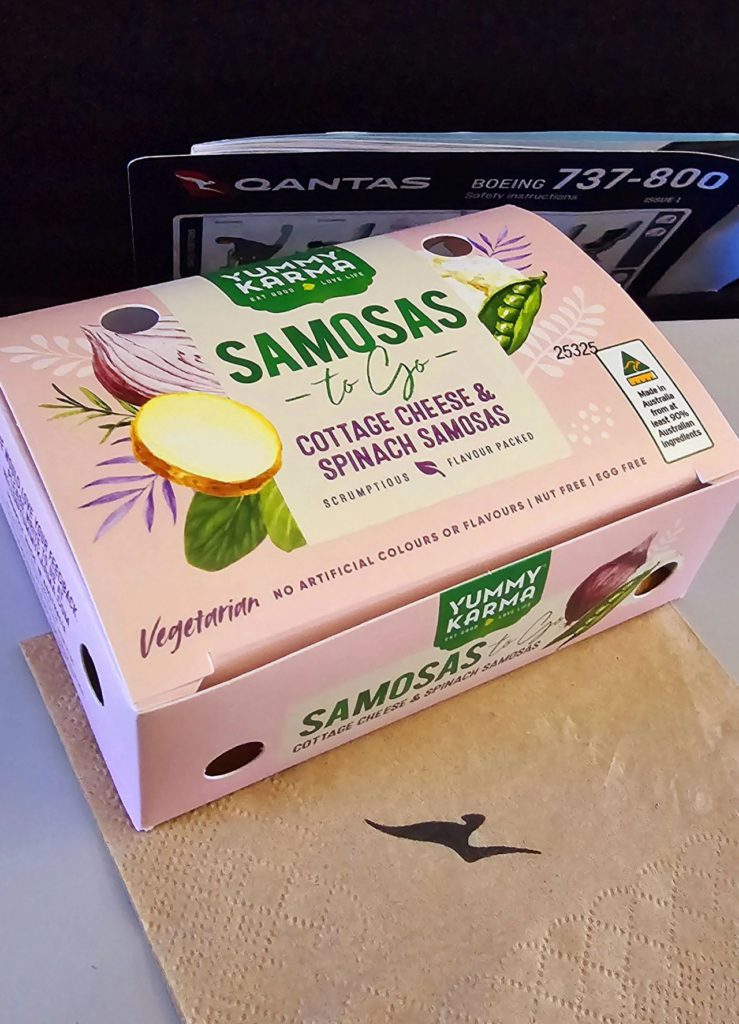 QANTAS
BOEING 737-800
Safety instructions
ISSUE 1
YUMMY
KARMA
EAT GOOD LOVE LIFE
SAMOSAS
to Go
COTTAGE CHEESE &
SPINACH SAMOSAS
SCRUMPTIOUS FLAVOUR PACKED
25325
Made in
Australia
from at
least 90%
Australian
ingredients
Vegetarian NO ARTIFICIAL COLOURS OR FLAVOURS | NUT FREE | EGG FREE
YUMMY
KARMA
EAT GOOD LOVE LIFE
SAMOSAS to Go
COTTAGE CHEESE & SPINACH SAMOSAS